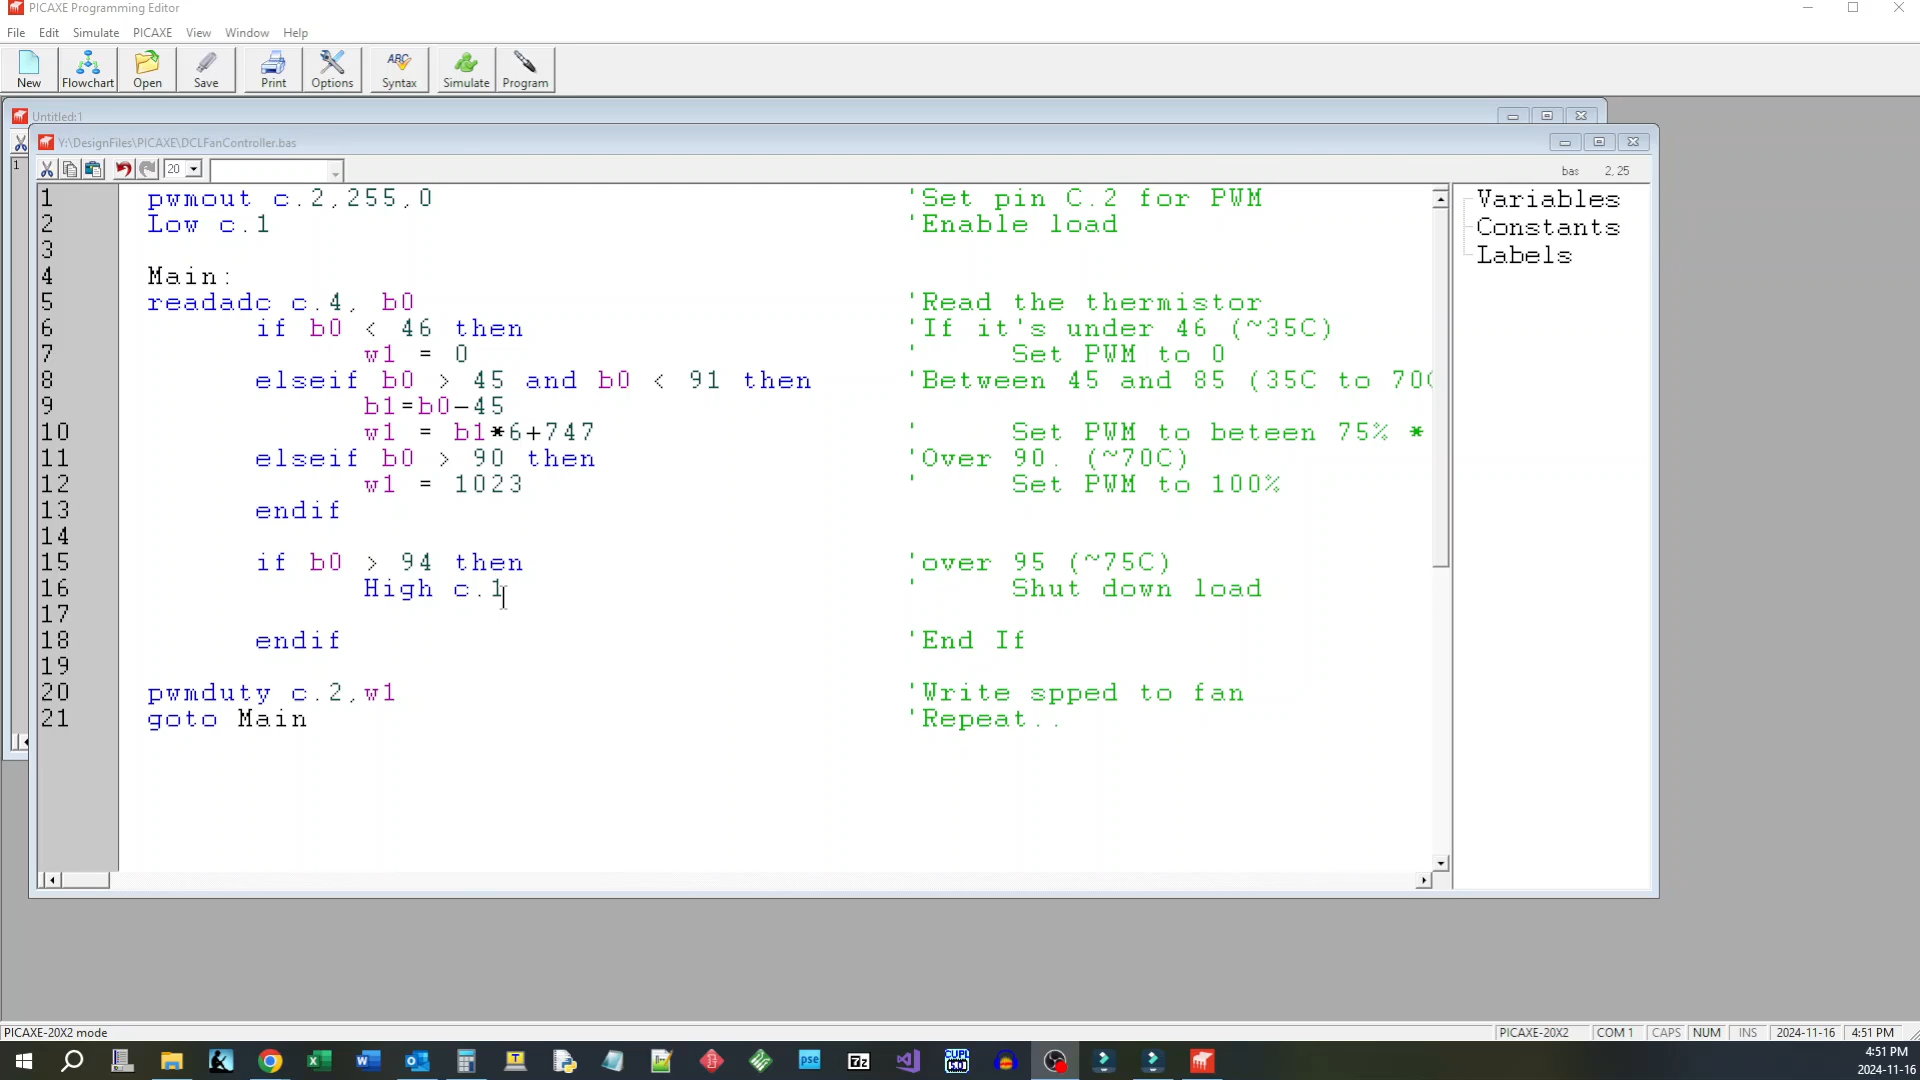 PICAXE Programming Editor
File Edit Simulate PICAXE View Window Help
New Flowchart Open Save Print Options Syntax Simulate Program
ABC
Untitled:1
Y:\DesignFiles\PICAXE\DCLFanController.bas
20
bas 2, 25
1
1 pwmout c.2,255,0 'Set pin C.2 for PWM
2 Low c.1 'Enable load
3
4 Main:
5 readadc c.4, b0 'Read the thermistor
6 if b0 < 46 then 'If it's under 46 (~35C)
7 w1 = 0 ' Set PWM to 0
8 elseif b0 > 45 and b0 < 91 then 'Between 45 and 85 (35C to 70
9 b1=b0-45
10 w1 = b1*6+747 ' Set PWM to beteen 75% *
11 elseif b0 > 90 then 'Over 90. (~70C)
12 w1 = 1023 ' Set PWM to 100%
13 endif
14
15 if b0 > 94 then 'over 95 (~75C)
16 High c.1 ' Shut down load
17
18 endif 'End If
19
20 pwmduty c.2,w1 'Write spped to fan
21 goto Main 'Repeat..
Variables
Constants
Labels
PICAXE-20X2 mode
PICAXE-20X2 COM 1 CAPS NUM INS 2024-11-16 4:51 PM
pse 7z CUPL
4:51 PM
2024-11-16